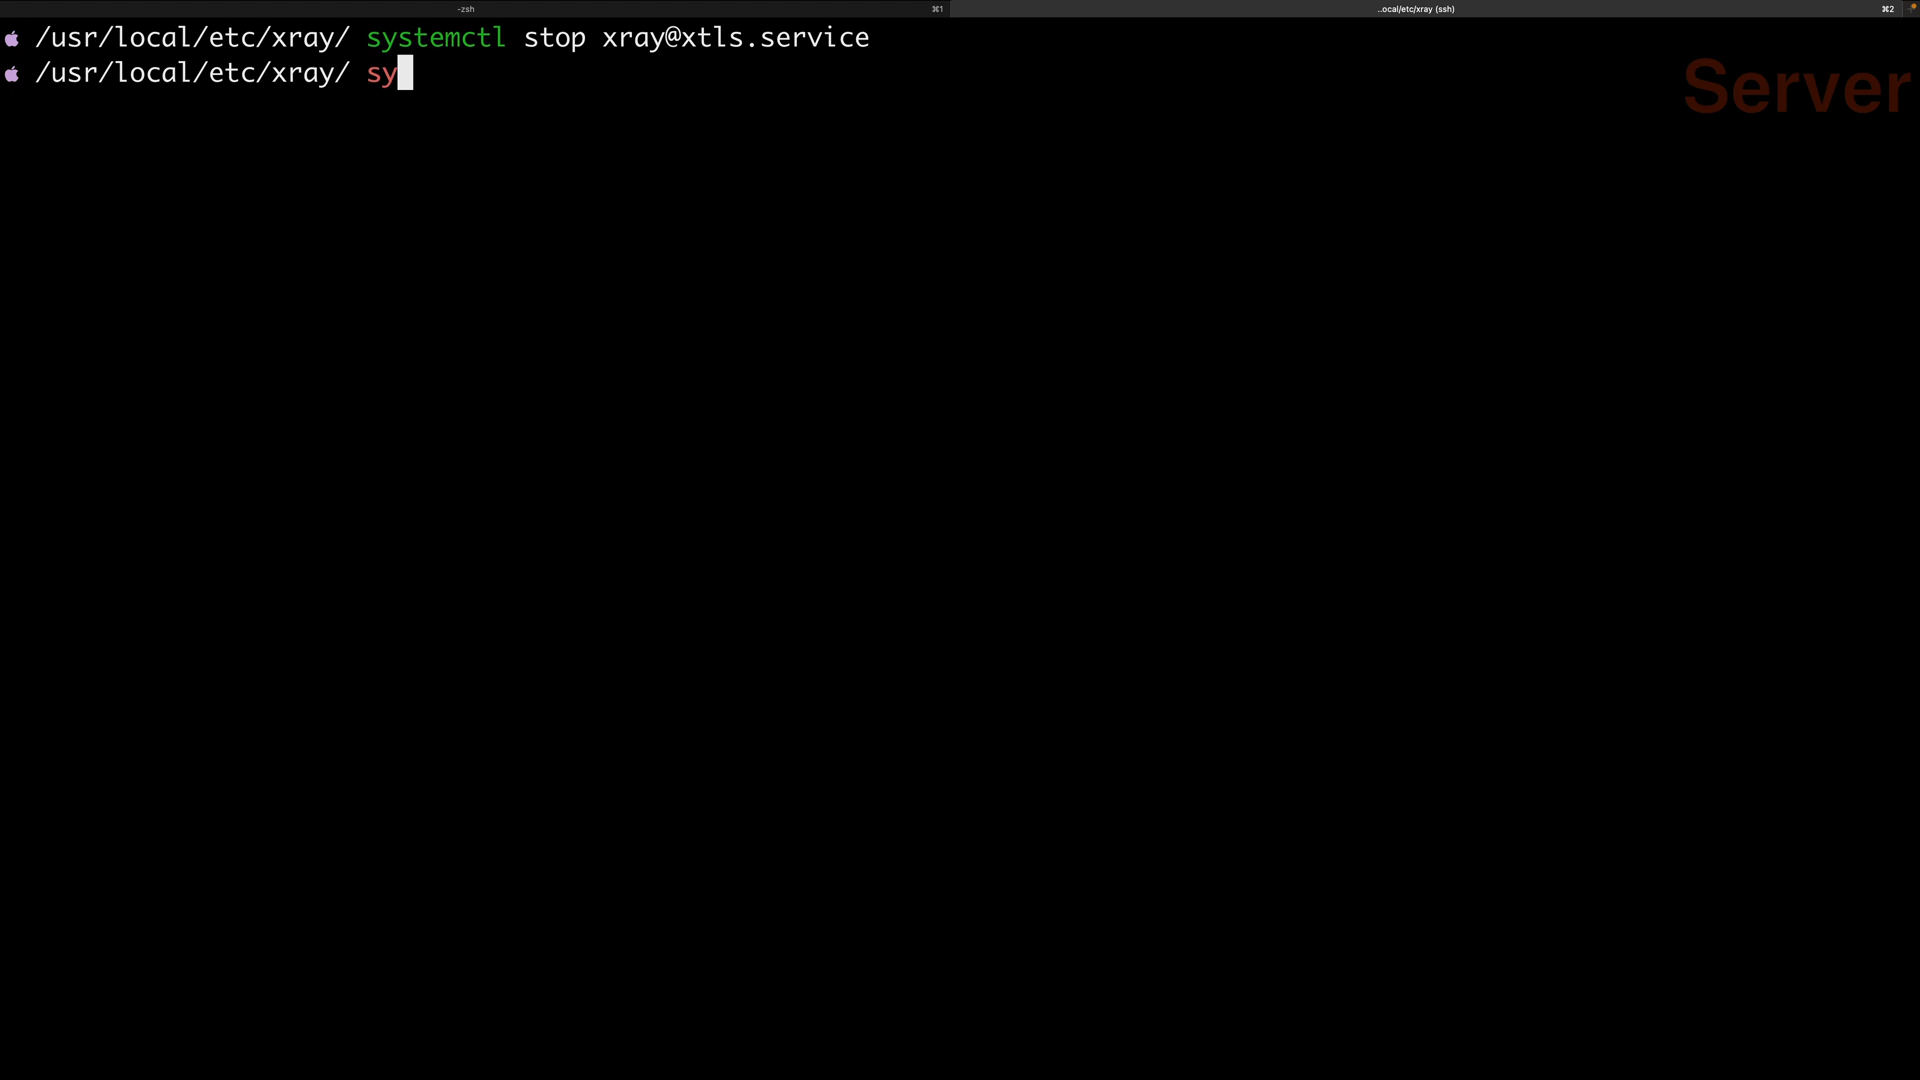 -zsh ⌘1 ..ocal/etc/xray (ssh) ⌘2
/usr/local/etc/xray/ systemctl stop xray@xtls.service
/usr/local/etc/xray/ sy
Server